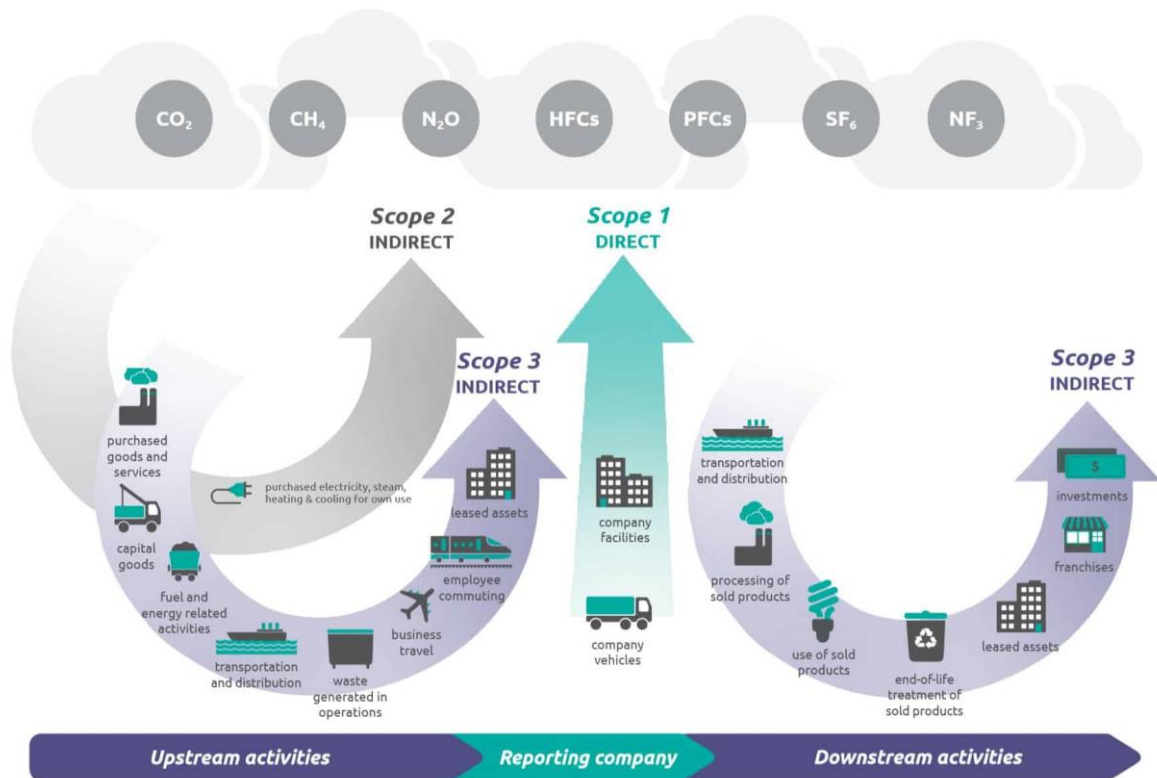 CO₂
CH₄
N₂O
HFCs
PFCs
SF₆
NF₃
Scope 2
INDIRECT
Scope 1
DIRECT
Scope 3
INDIRECT
Scope 3
INDIRECT
purchased
goods and
services
capital
goods
fuel and
energy related
activities
transportation
and distribution
waste
generated in
operations
business
travel
employee
commuting
leased assets
purchased electricity, steam,
heating & cooling for own use
company
facilities
company
vehicles
transportation
and distribution
processing of
sold products
use of sold
products
end-of-life
treatment of
sold products
leased assets
franchises
$
investments
Upstream activities
Reporting company
Downstream activities